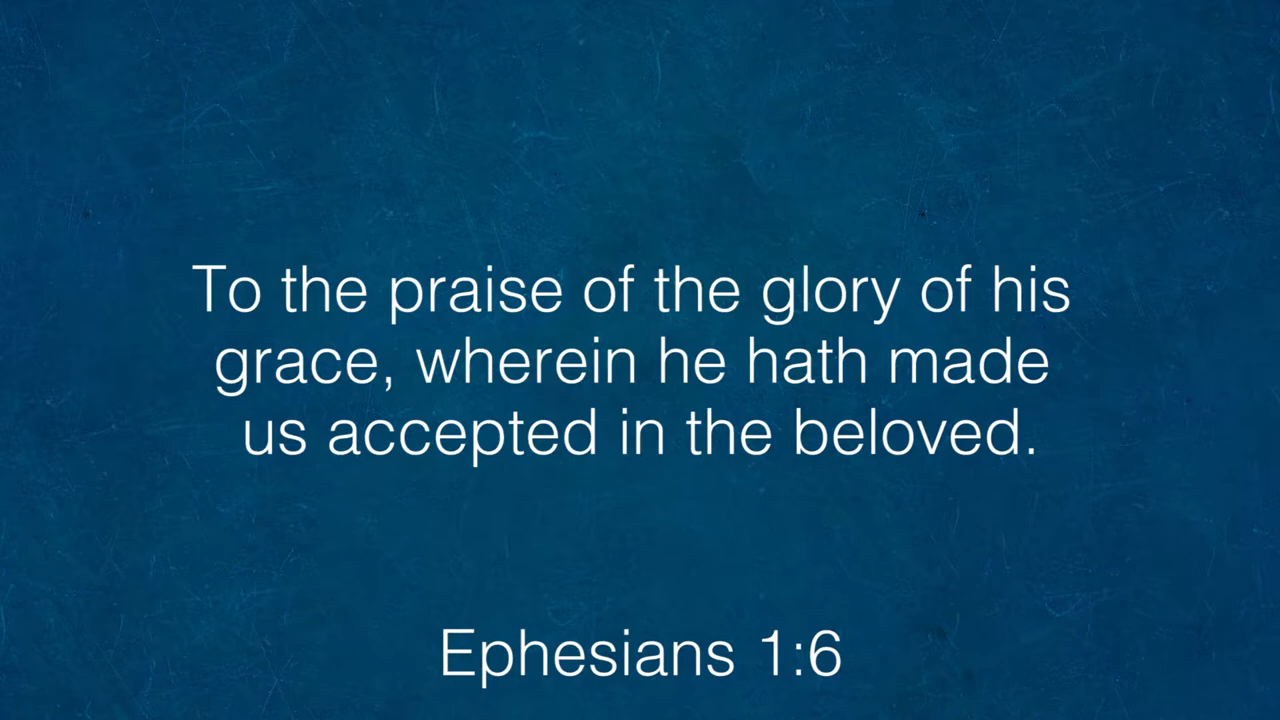 To the praise of the glory of his
grace, wherein he hath made
us accepted in the beloved.
Ephesians 1:6